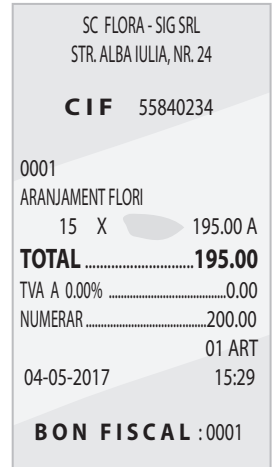 SC FLORA - SIG SRL
STR. ALBA IULIA, NR. 24
CIF 55840234
0001
ARANJAMENT FLORI
15 X 195.00 A
TOTAL ..............................195.00
TVA A 0.00% ........................................0.00
NUMERAR ........................................200.00
01 ART
04-05-2017 15:29
BON FISCAL : 0001